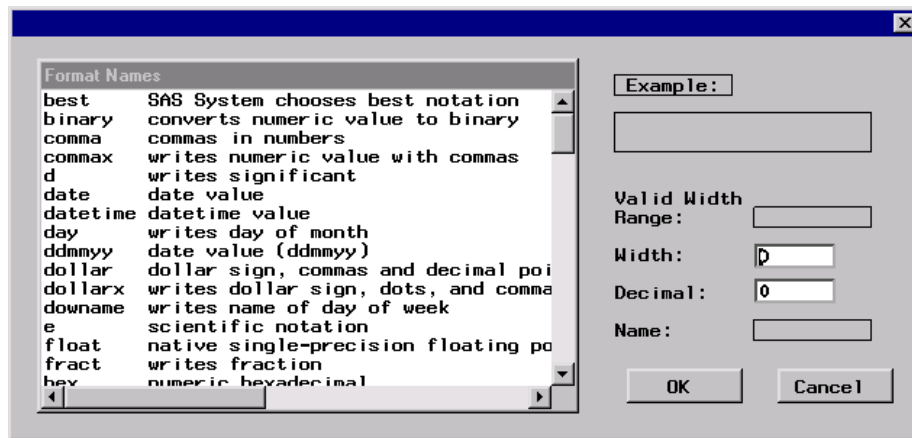 Format Names
best SAS System chooses best notation
binary converts numeric value to binary
comma commas in numbers
commax writes numeric value with commas
d writes significant
date date value
datetime datetime value
day writes day of month
ddmmyy date value (ddmmyy)
dollar dollar sign, commas and decimal poi
dollarx writes dollar sign, dots, and comma
downame writes name of day of week
e scientific notation
float native single-precision floating po
fract writes fraction
hex numeric hexadecimal
Example:
Valid Width
Range:
Width: 0
Decimal: 0
Name:
OK Cancel